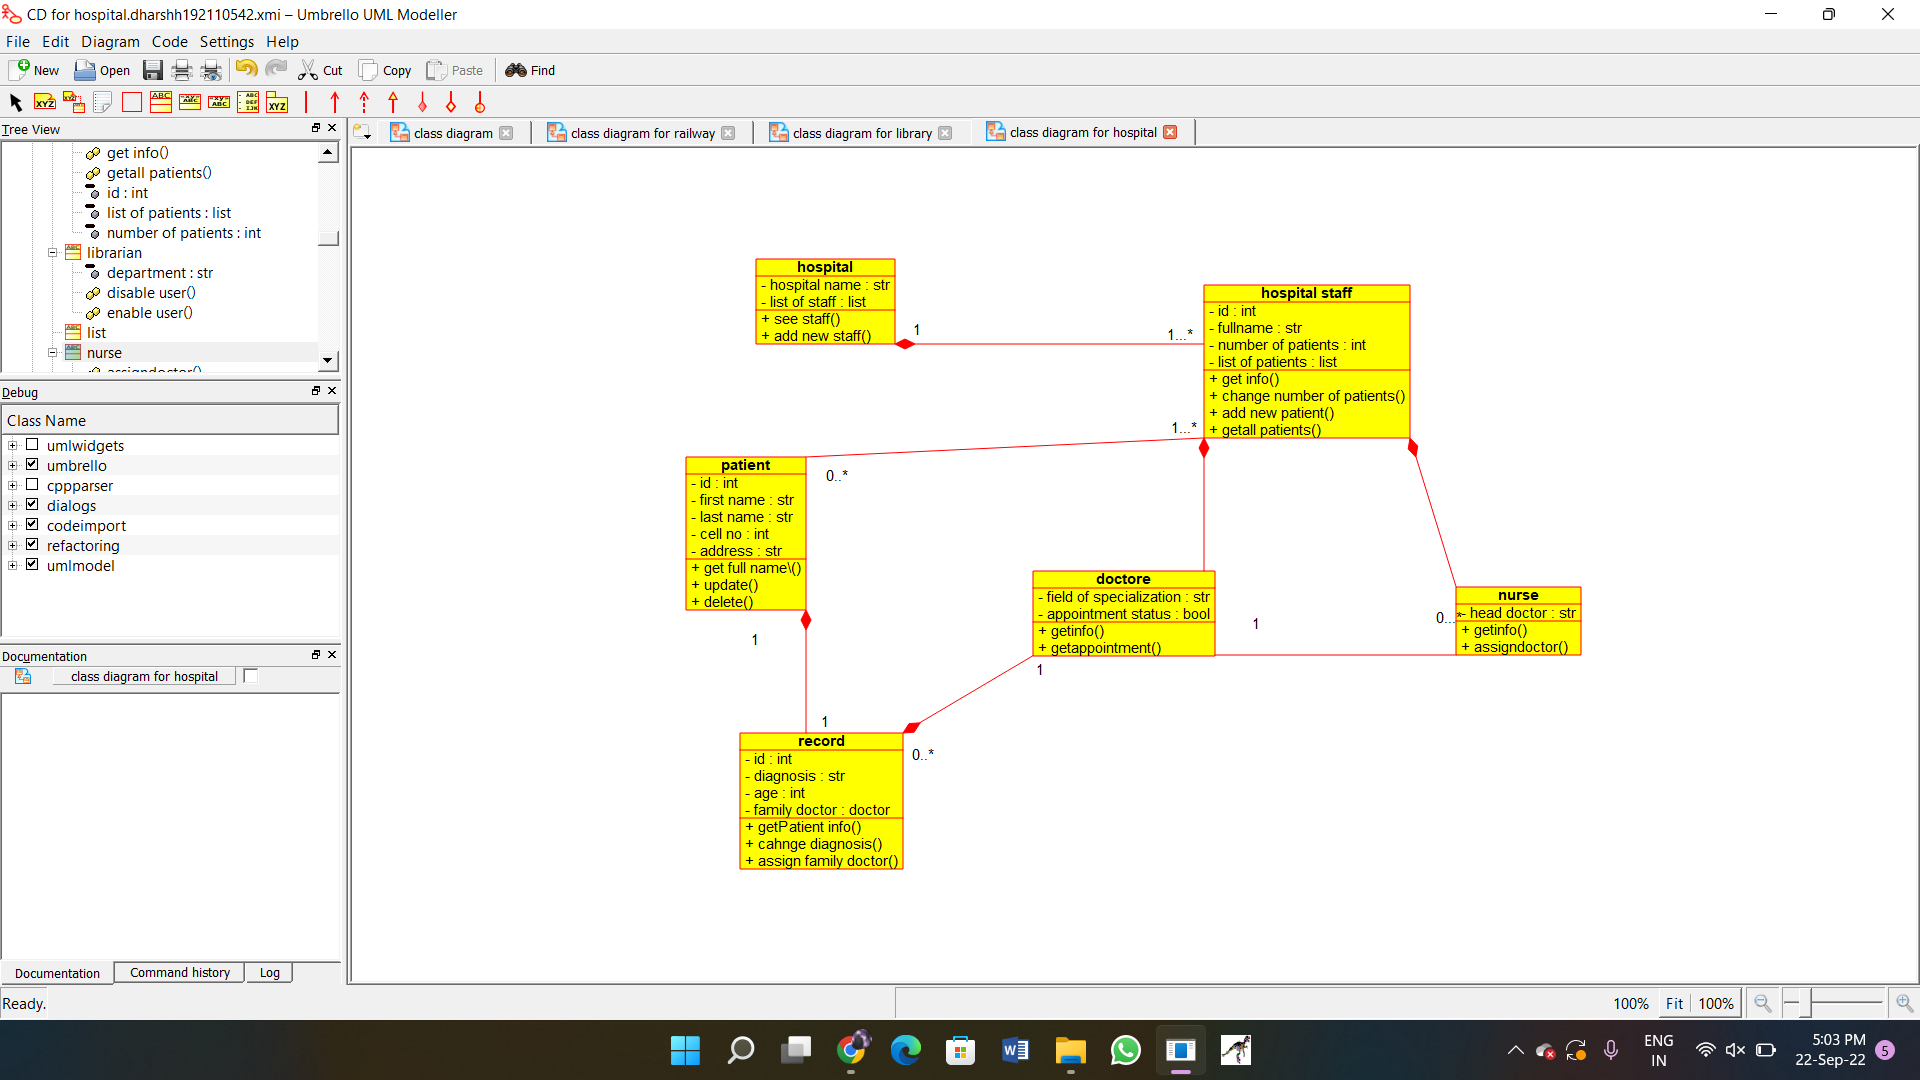 CD for hospital.dharshh192110542.xmi – Umbrello UML Modeller
File Edit Diagram Code Settings Help
New Open Cut Copy Paste Find
Tree View
class diagram
class diagram for railway
class diagram for library
class diagram for hospital
get info()
getall patients()
id : int
list of patients : list
number of patients : int
librarian
department : str
disable user()
enable user()
list
nurse
assigndoctor()
Debug
Class Name
umlwidgets
umbrello
cppparser
dialogs
codeimport
refactoring
umlmodel
Documentation
class diagram for hospital
Documentation Command history Log
Ready.
hospital
- hospital name : str
- list of staff : list
+ see staff()
+ add new staff()
1
1...*
hospital staff
- id : int
- fullname : str
- number of patients : int
- list of patients : list
+ get info()
+ change number of patients()
+ add new patient()
+ getall patients()
1...*
0..*
patient
- id : int
- first name : str
- last name : str
- cell no : int
- address : str
+ get full name\()
+ update()
+ delete()
1
1
doctore
- field of specialization : str
- appointment status : bool
+ getinfo()
+ getappointment()
1
1
0...*
nurse
- head doctor : str
+ getinfo()
+ assigndoctor()
record
- id : int
- diagnosis : str
- age : int
- family doctor : doctor
+ getPatient info()
+ cahnge diagnosis()
+ assign family doctor()
0..*
100% Fit 100%
ENG
IN
5:03 PM
22-Sep-22
5